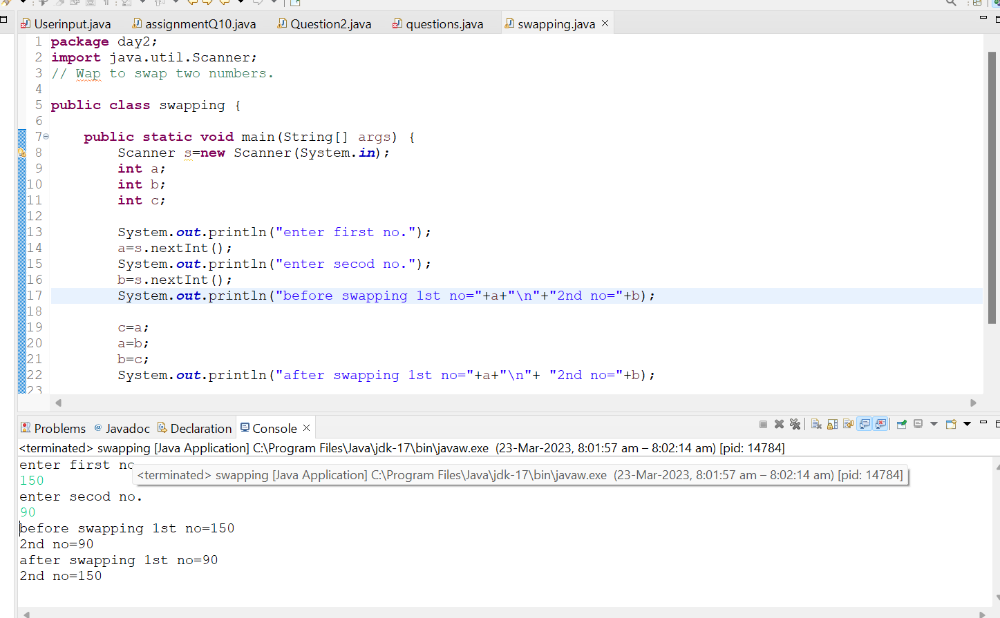 Userinput.java assignmentQ10.java Question2.java questions.java swapping.java
1 package day2;
2 import java.util.Scanner;
3 // Wap to swap two numbers.
4
5 public class swapping {
6
7 public static void main(String[] args) {
8 Scanner s=new Scanner(System.in);
9 int a;
10 int b;
11 int c;
12
13 System.out.println("enter first no.");
14 a=s.nextInt();
15 System.out.println("enter secod no.");
16 b=s.nextInt();
17 System.out.println("before swapping 1st no="+a+"\n"+"2nd no="+b);
18
19 c=a;
20 a=b;
21 b=c;
22 System.out.println("after swapping 1st no="+a+"\n"+ "2nd no="+b);
23
Problems @ Javadoc Declaration Console
<terminated> swapping [Java Application] C:\Program Files\Java\jdk-17\bin\javaw.exe (23-Mar-2023, 8:01:57 am – 8:02:14 am) [pid: 14784]
enter first no
<terminated> swapping [Java Application] C:\Program Files\Java\jdk-17\bin\javaw.exe (23-Mar-2023, 8:01:57 am – 8:02:14 am) [pid: 14784]
150
enter secod no.
90
before swapping 1st no=150
2nd no=90
after swapping 1st no=90
2nd no=150